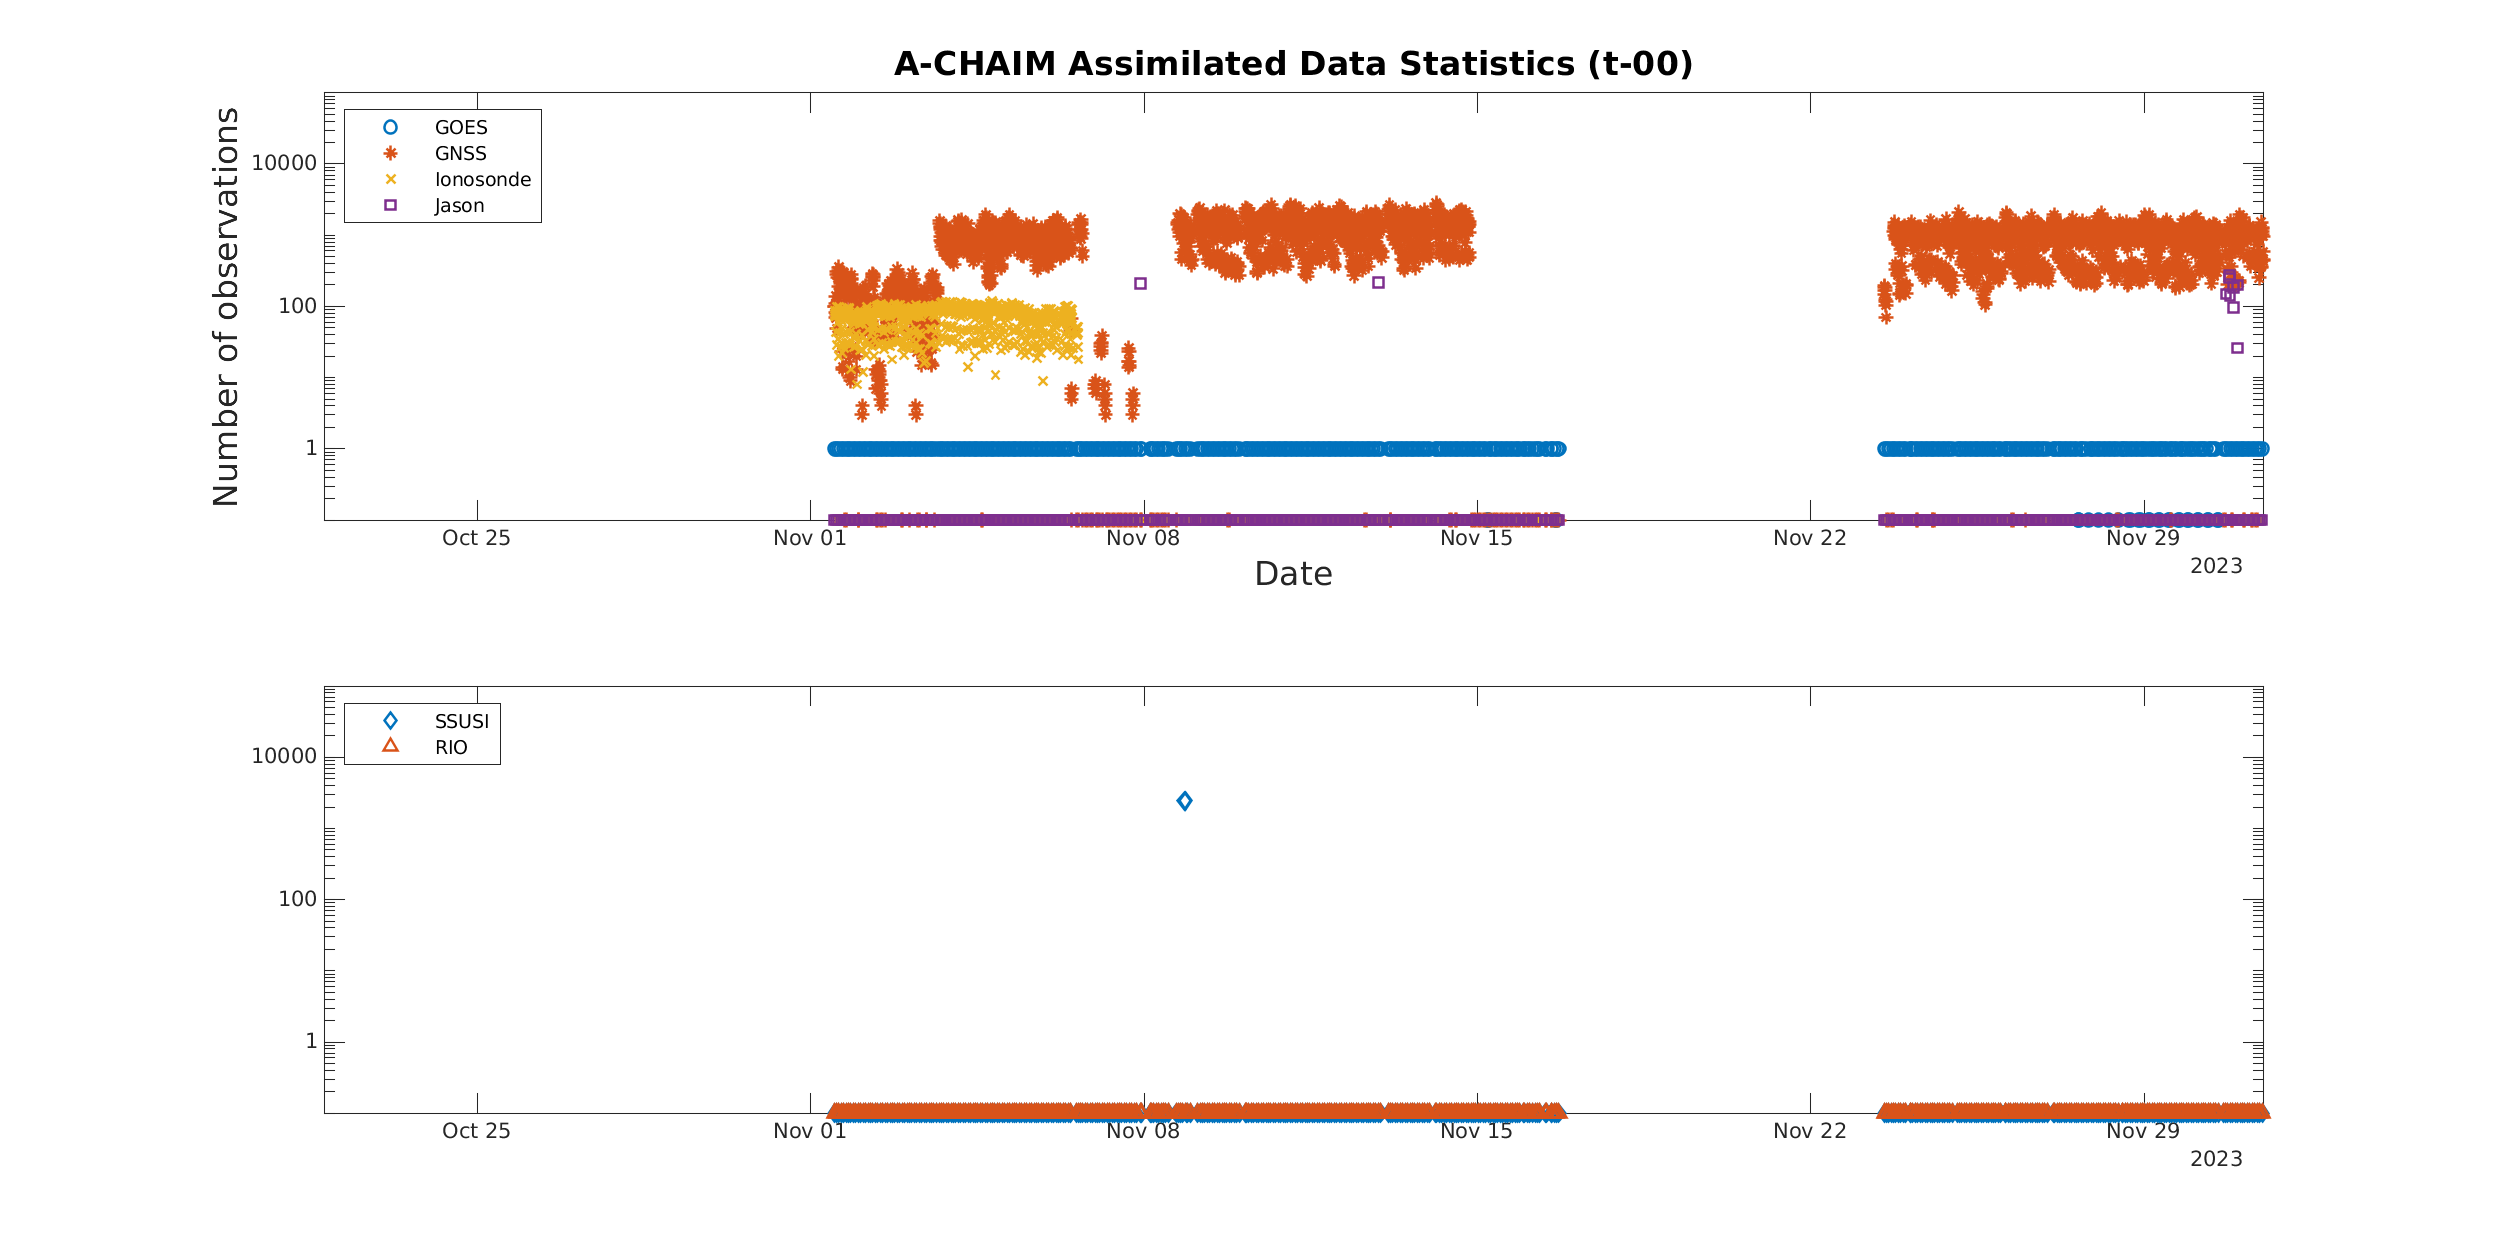 A-CHAIM Assimilated Data Statistics (t-00)
Number of observations
GOES
GNSS
Ionosonde
Jason
10000
100
1
Oct 25
Nov 01
Nov 08
Nov 15
Nov 22
Nov 29
2023
Date
SSUSI
RIO
10000
100
1
Oct 25
Nov 01
Nov 08
Nov 15
Nov 22
Nov 29
2023